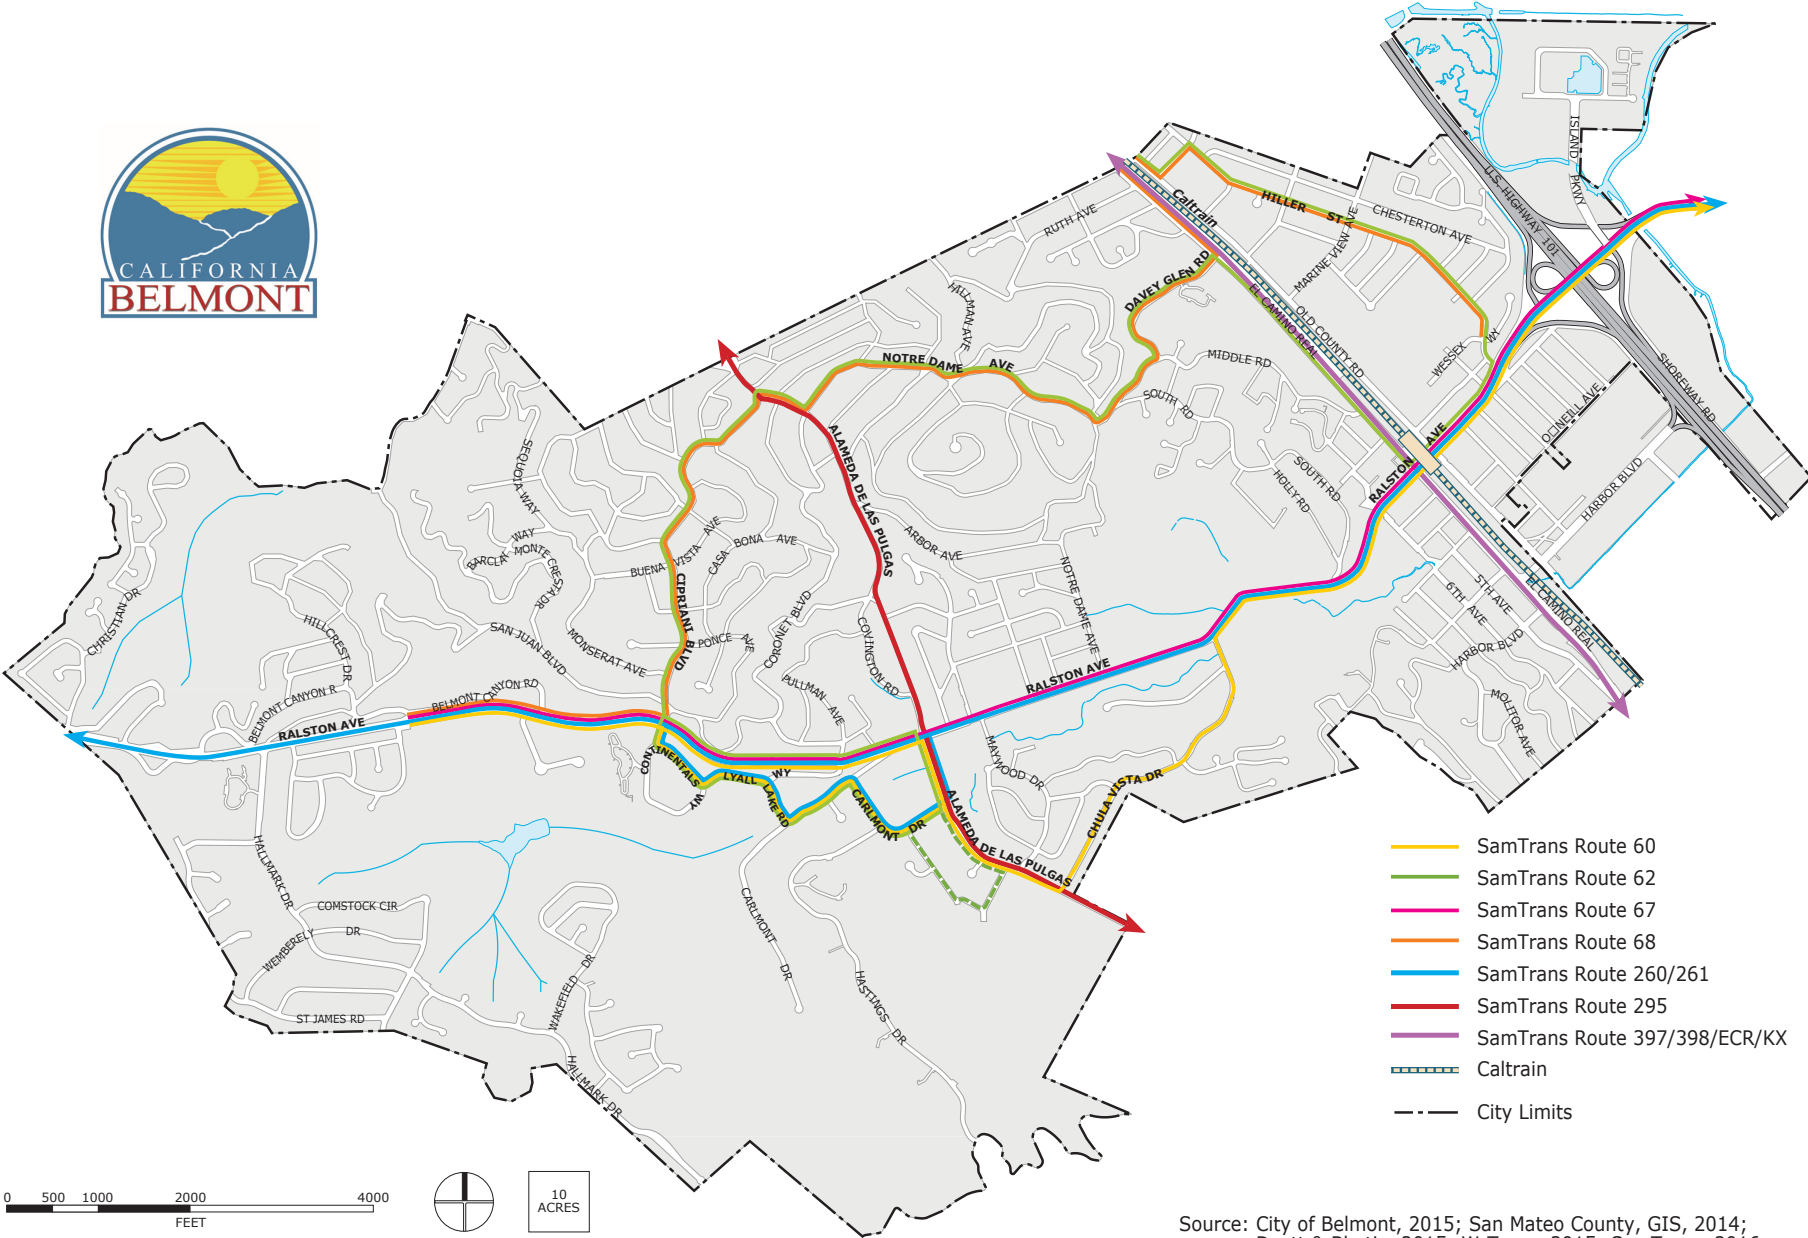 CALIFORNIA
BELMONT
ISLAND PKWY
U.S. HIGHWAY 101
SHOREWAY RD
Caltrain
HILLER ST
CHESTERTON AVE
MARINE VIEW AVE
RUTH AVE
DAVEY GLEN RD
EL CAMINO REAL
OLD COUNTY RD
WESSEX WY
HILLMAN AVE
NOTRE DAME AVE
MIDDLE RD
SOUTH RD
SOUTH RD
HOLLY RD
RALSTON AVE
HARBOR BLVD
SEQUOIA WAY
ALAMEDA DE LAS PULGAS
BARCLAY WAY
MONTE CRESTA DR
BUENA VISTA AVE
CASA BONA AVE
ARBOR AVE
NOTRE DAME AVE
CIPRIANI BLVD
PONCE AVE
CORONET BLVD
COVINGTON RD
PULLMAN AVE
CHRISTIAN DR
HILLCREST DR
SAN JUAN BLVD
MONSERAT AVE
BELMONT CANYON R
BELMONT CANYON RD
RALSTON AVE
RALSTON AVE
5TH AVE
6TH AVE
EL CAMINO REAL
HARBOR BLVD
MOLITOR AVE
CONTINENTALS WY
LYALL WY
LAKE RD
CARLMONT DR
MAYWOOD DR
CHULA VISTA DR
ALAMEDA DE LAS PULGAS
HALLMARK DR
COMSTOCK CIR
WEMBERELY DR
ST JAMES RD
WAKEFIELD DR
HALLMARK DR
CARLMONT DR
HASTINGS DR
SamTrans Route 60
SamTrans Route 62
SamTrans Route 67
SamTrans Route 68
SamTrans Route 260/261
SamTrans Route 295
SamTrans Route 397/398/ECR/KX
Caltrain
City Limits
0 500 1000 2000 4000
FEET
10
ACRES
Source: City of Belmont, 2015; San Mateo County, GIS, 2014;